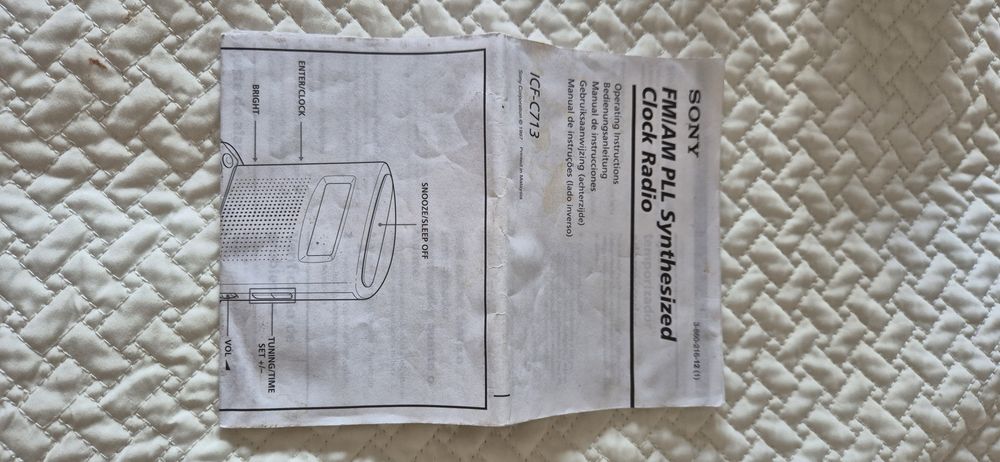 3-860-216-12 (1)
SONY
FM/AM PLL Synthesized
Clock Radio
Operating Instructions
Bedienungsanleitung
Manual de instrucciones
Gebruiksaanwijzing (achterzijde)
Manual de instruções (lado inverso)
ICF-C713
Sony Corporation © 1997 Printed in Malaysia
SNOOZE/SLEEP OFF
ENTER/CLOCK
BRIGHT
TUNING/TIME
SET +/–
VOL